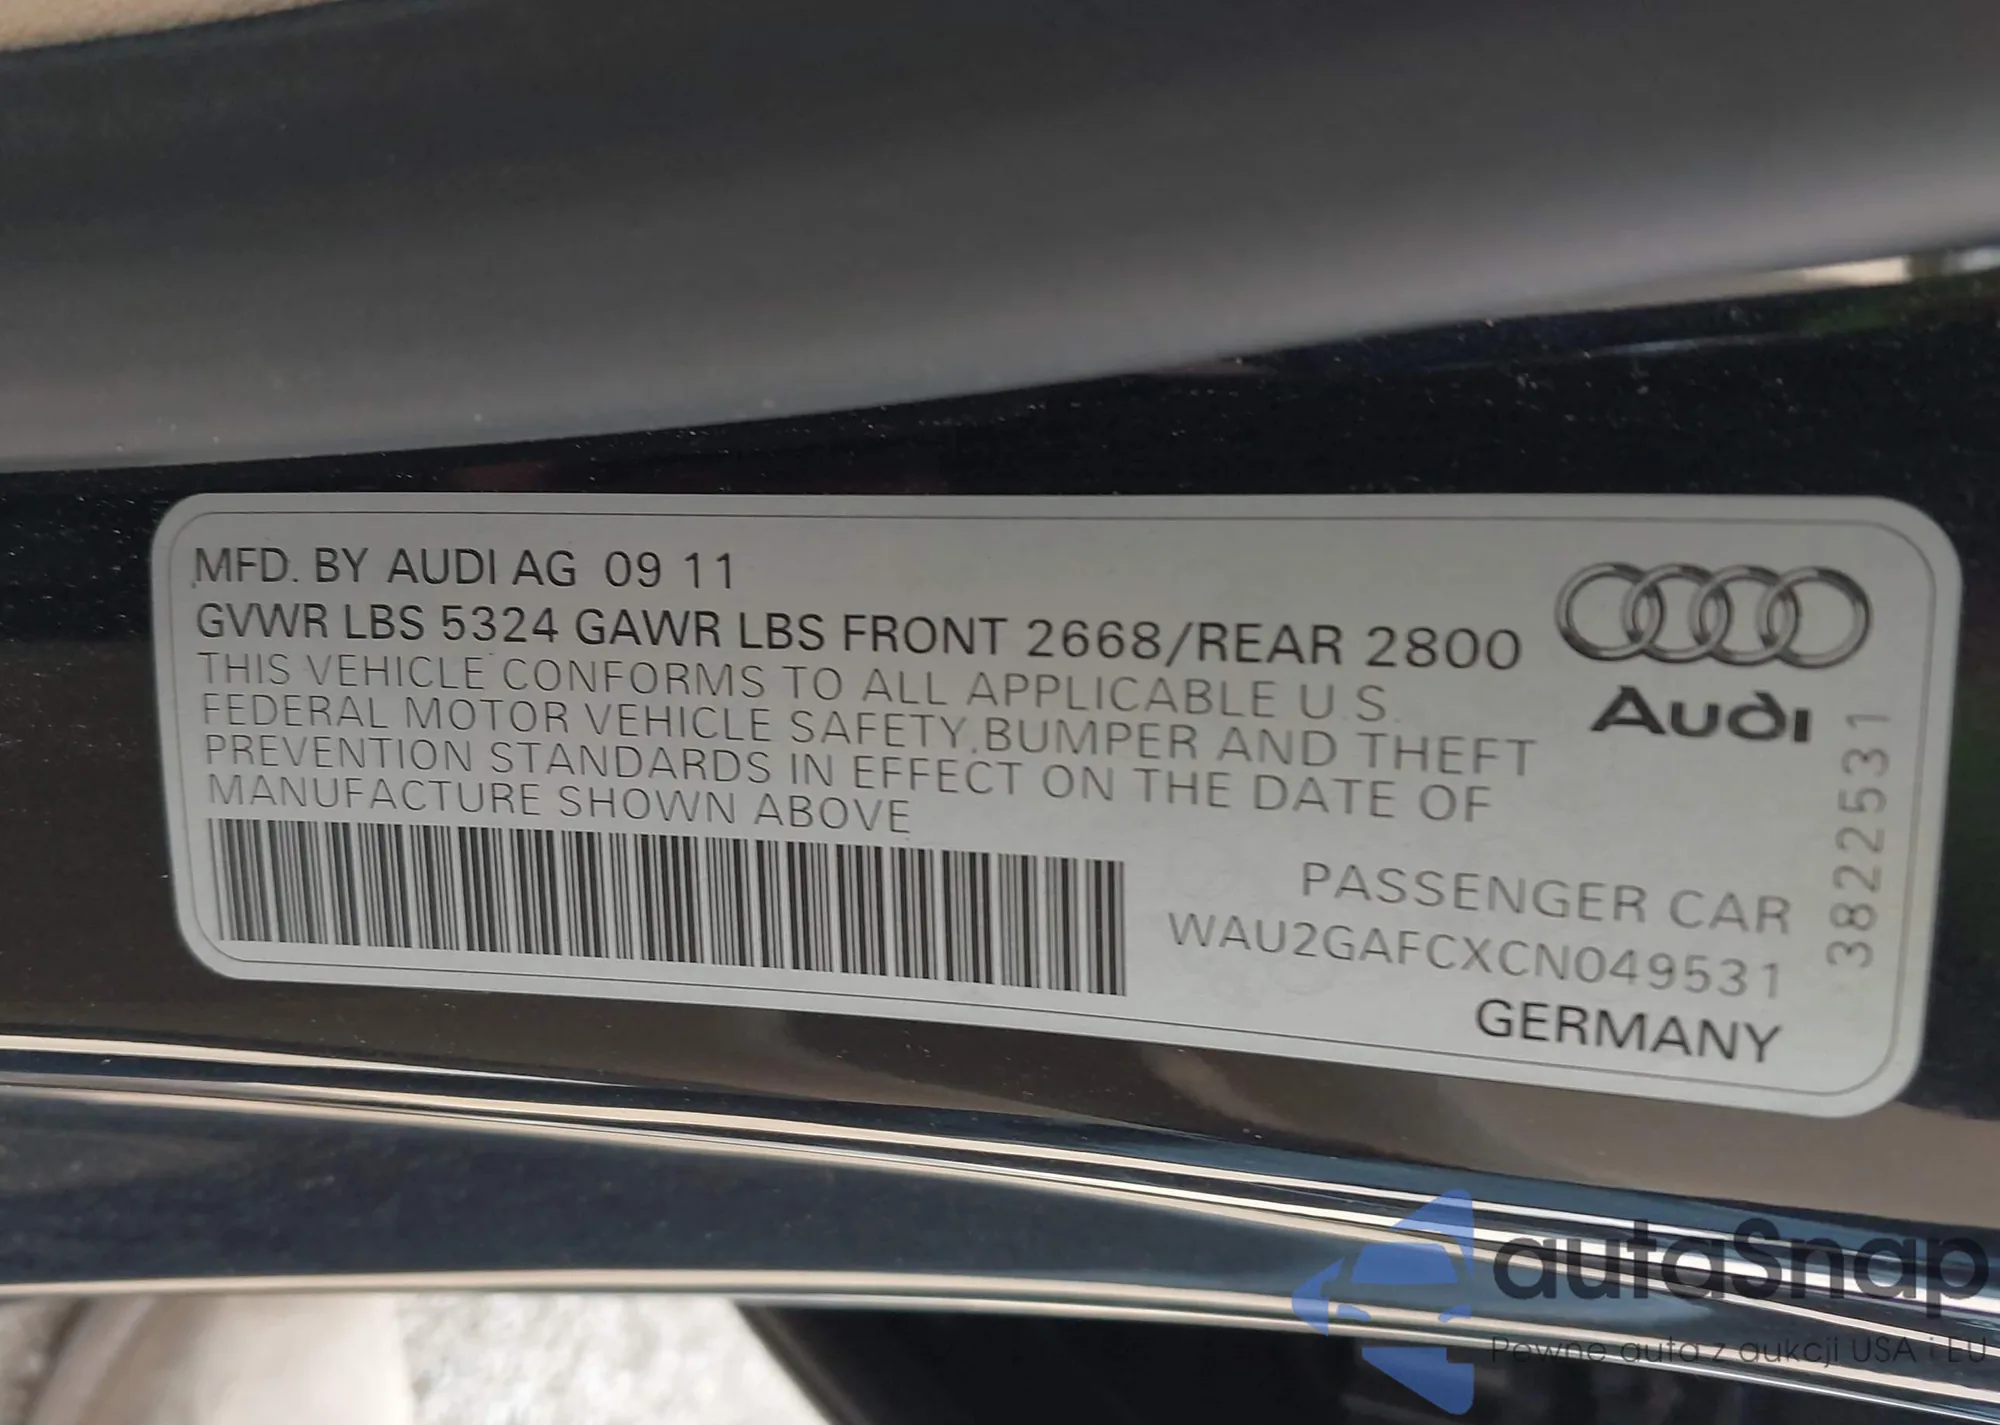 MFD. BY AUDI AG 09 11
GVWR LBS 5324 GAWR LBS FRONT 2668/REAR 2800
THIS VEHICLE CONFORMS TO ALL APPLICABLE U.S.
FEDERAL MOTOR VEHICLE SAFETY,BUMPER AND THEFT
PREVENTION STANDARDS IN EFFECT ON THE DATE OF
MANUFACTURE SHOWN ABOVE
Audi
3822531
PASSENGER CAR
WAU2GAFCXCN049531
GERMANY
autaSnap
Pewne auta z aukcji USA i EU